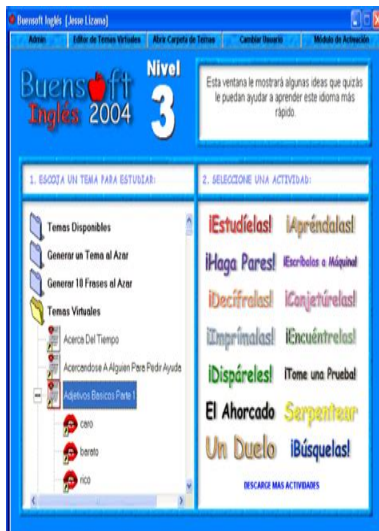 Buensoft Inglés [Jesse Lizama]
Admin Editor de Temas Virtuales Abrir Carpeta de Temas Cambiar Usuario Módulo de Activación
Buensoft
Inglés 2004
Nivel
3
Esta ventana le mostrará algunas ideas que quizás
le puedan ayudar a aprender este idioma más
rápido.
1. ESCOJA UN TEMA PARA ESTUDIAR:
Temas Disponibles
Generar un Tema al Azar
Generar 10 Frases al Azar
Temas Virtuales
Acerca Del Tiempo
Acercandose A Alguien Para Pedir Ayuda
Adjetivos Basicos Parte 1
caro
barato
rico
2. SELECCIONE UNA ACTIVIDAD:
¡Estudíelas! ¡Apréndalas!
¡Haga Pares! ¡Escríbalas a Máquina!
¡Decífrelas! ¡Conjetúrelas!
¡Imprímalas! ¡Encuéntrelas!
¡Dispáreles! ¡Tome una Prueba!
El Ahorcado Serpenteur
Un Duelo ¡Búsquelas!
DESCARGE MAS ACTIVIDADES